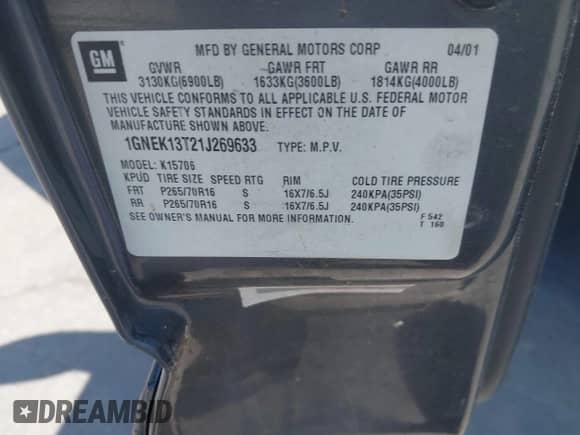 GM
MFD BY GENERAL MOTORS CORP 04/01
GVWR GAWR FRT GAWR RR
3130KG(6900LB) 1633KG(3600LB) 1814KG(4000LB)
THIS VEHICLE CONFORMS TO ALL APPLICABLE U.S. FEDERAL MOTOR
VEHICLE SAFETY STANDARDS IN EFFECT ON THE DATE OF
MANUFACTURE SHOWN ABOVE.
1GNEK13T21J269633 TYPE: M.P.V.
MODEL: K15706
KPUD TIRE SIZE SPEED RTG RIM COLD TIRE PRESSURE
FRT P265/70R16 S 16X7/6.5J 240KPA(35PSI)
RR P265/70R16 S 16X7/6.5J 240KPA(35PSI)
SEE OWNER'S MANUAL FOR MORE INFORMATION. F 542
T 160
DREAMBID